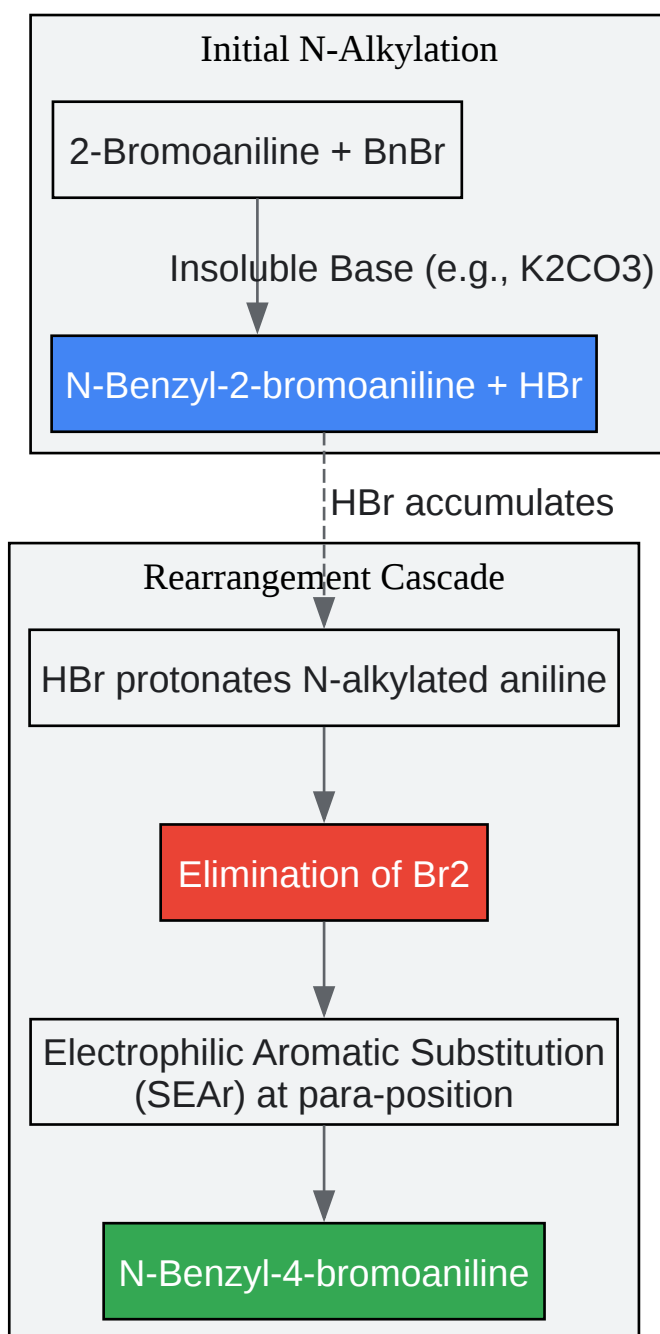 Initial N-Alkylation
2-Bromoaniline + BnBr
Insoluble Base (e.g., K2CO3)
N-Benzyl-2-bromoaniline + HBr
HBr accumulates
Rearrangement Cascade
HBr protonates N-alkylated aniline
Elimination of Br2
Electrophilic Aromatic Substitution
(SEAr) at para-position
N-Benzyl-4-bromoaniline